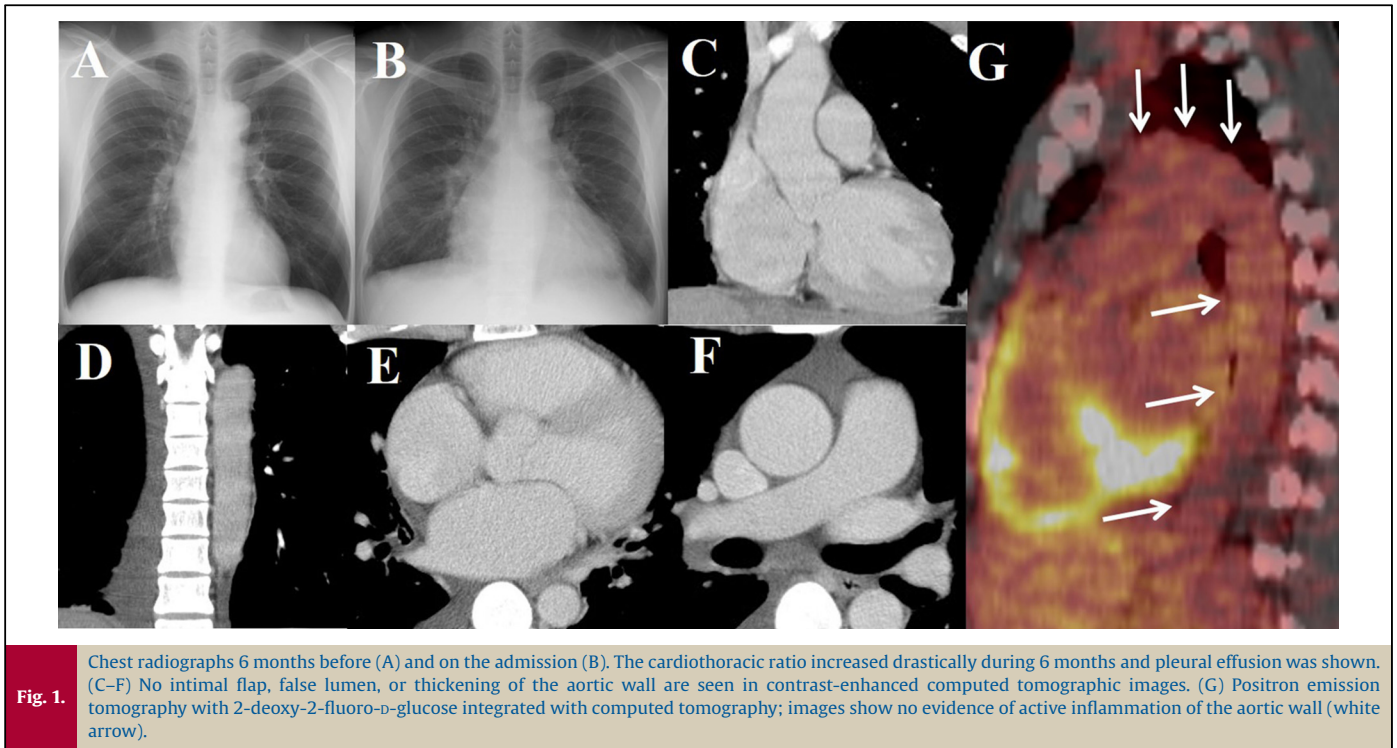 A
B
C
D
E
F
G
Fig. 1.
Chest radiographs 6 months before (A) and on the admission (B). The cardiothoracic ratio increased drastically during 6 months and pleural effusion was shown.
(C–F) No intimal flap, false lumen, or thickening of the aortic wall are seen in contrast-enhanced computed tomographic images. (G) Positron emission
tomography with 2-deoxy-2-fluoro-D-glucose integrated with computed tomography; images show no evidence of active inflammation of the aortic wall (white
arrow).